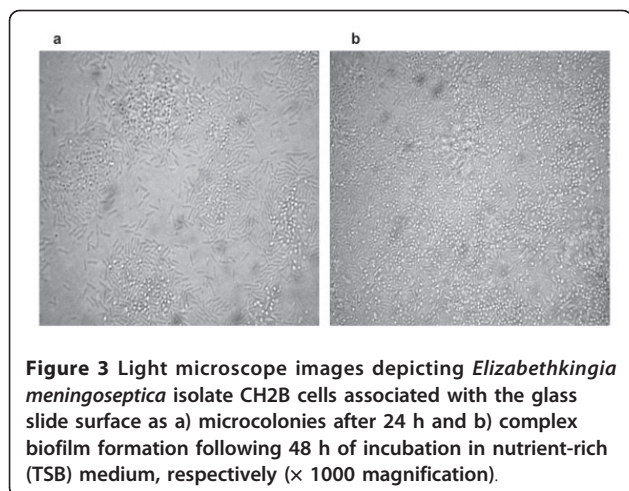 a
b
Figure 3 Light microscope images depicting Elizabethkingia
meningoseptica isolate CH2B cells associated with the glass
slide surface as a) microcolonies after 24 h and b) complex
biofilm formation following 48 h of incubation in nutrient-rich
(TSB) medium, respectively (× 1000 magnification).